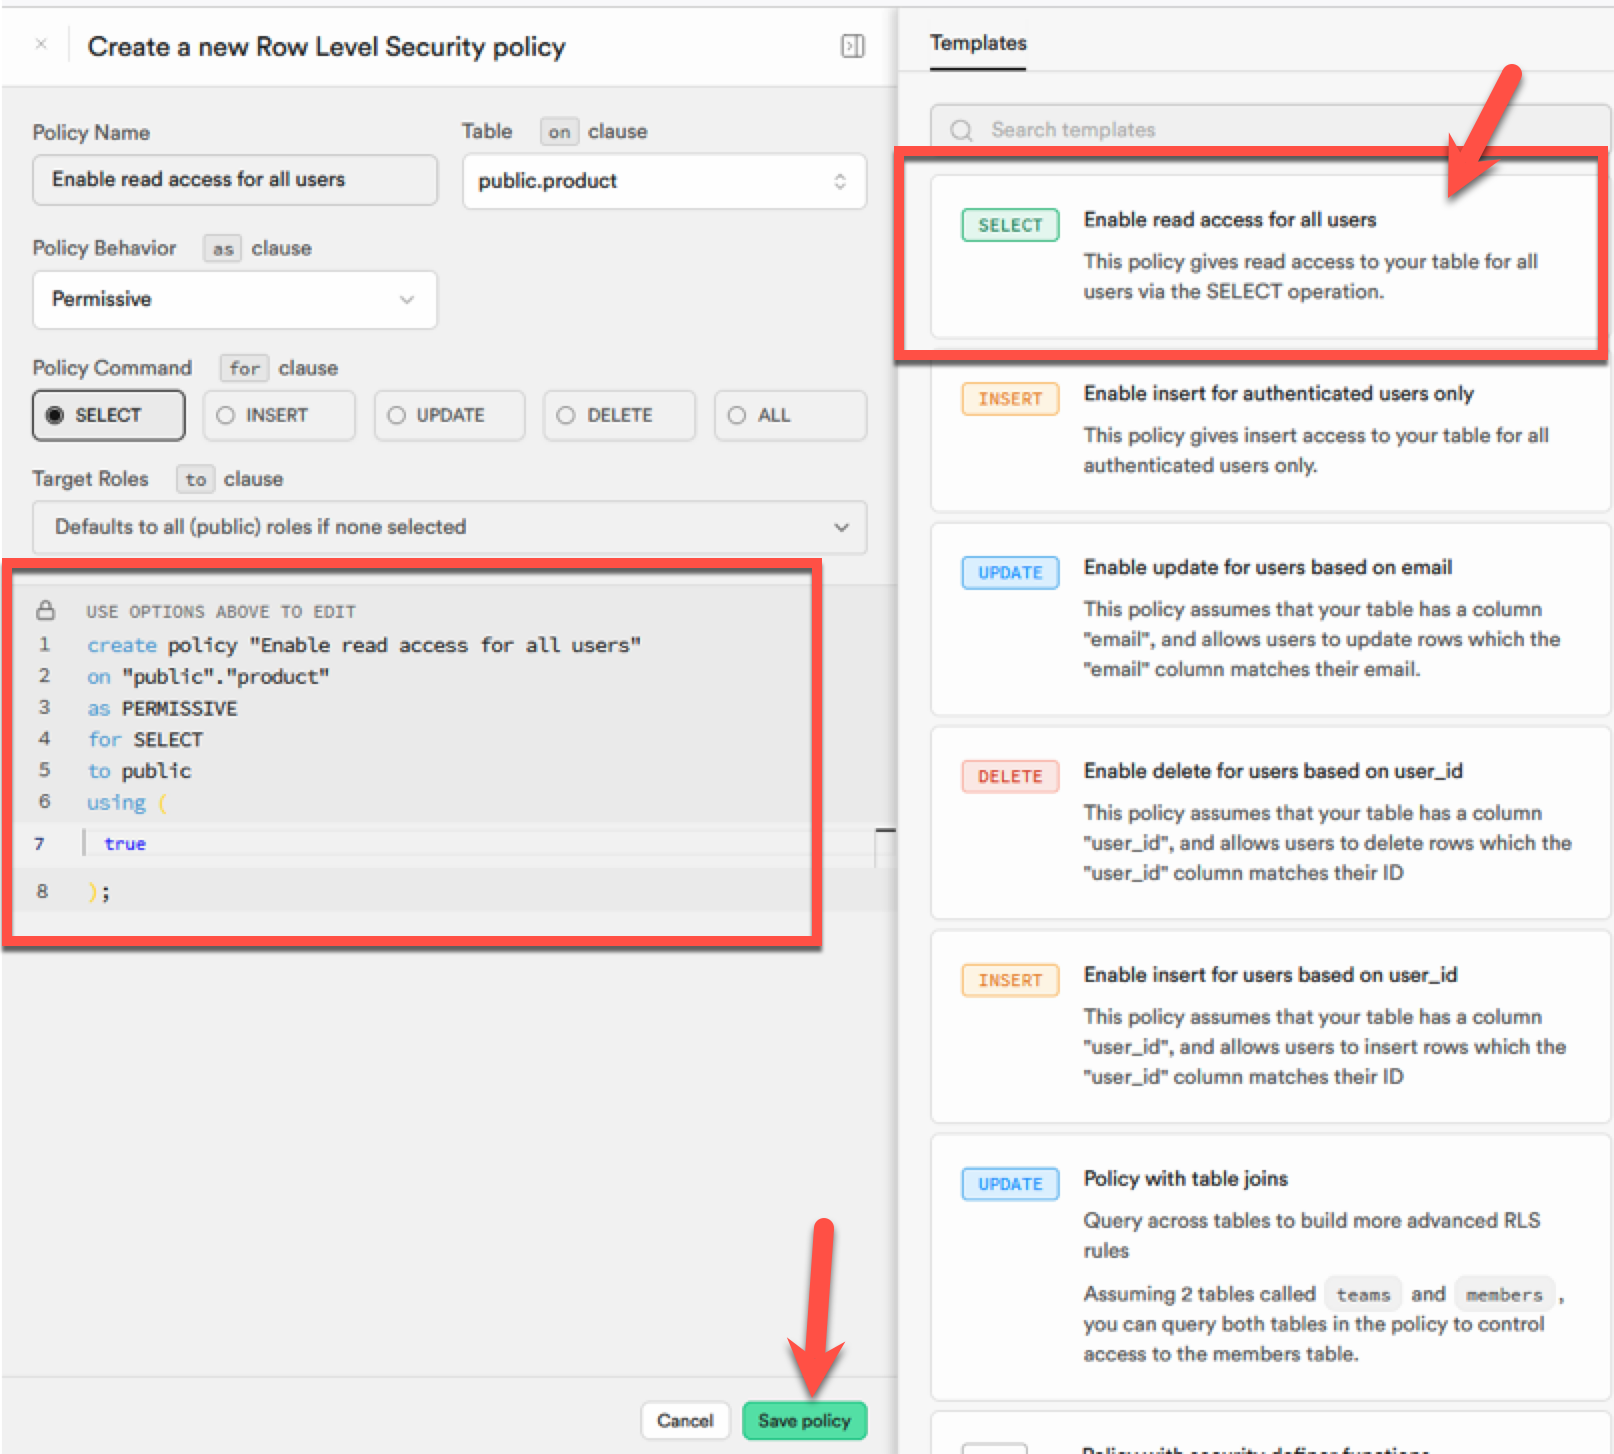 Create a new Row Level Security policy
Policy Name
Enable read access for all users
Table on clause
public.product
Policy Behavior as clause
Permissive
Policy Command for clause
SELECT INSERT UPDATE DELETE ALL
Target Roles to clause
Defaults to all (public) roles if none selected
USE OPTIONS ABOVE TO EDIT
1 create policy "Enable read access for all users"
2 on "public"."product"
3 as PERMISSIVE
4 for SELECT
5 to public
6 using (
7 true
8 );
Cancel Save policy
Templates
Search templates
SELECT Enable read access for all users
This policy gives read access to your table for all
users via the SELECT operation.
INSERT Enable insert for authenticated users only
This policy gives insert access to your table for all
authenticated users only.
UPDATE Enable update for users based on email
This policy assumes that your table has a column
"email", and allows users to update rows which the
"email" column matches their email.
DELETE Enable delete for users based on user_id
This policy assumes that your table has a column
"user_id", and allows users to delete rows which the
"user_id" column matches their ID
INSERT Enable insert for users based on user_id
This policy assumes that your table has a column
"user_id", and allows users to insert rows which the
"user_id" column matches their ID
UPDATE Policy with table joins
Query across tables to build more advanced RLS
rules
Assuming 2 tables called teams and members ,
you can query both tables in the policy to control
access to the members table.
Policy with security definer functions